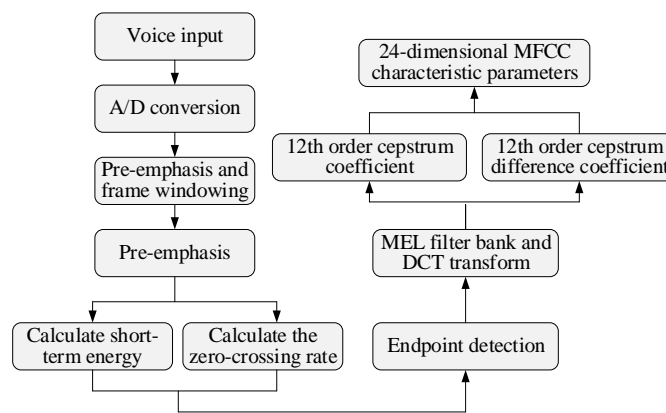 Voice input
A/D conversion
Pre-emphasis and
frame windowing
Pre-emphasis
Calculate short-
term energy
Calculate the
zero-crossing rate
Endpoint detection
MEL filter bank and
DCT transform
12th order cepstrum
coefficient
12th order cepstrum
difference coefficient
24-dimensional MFCC
characteristic parameters